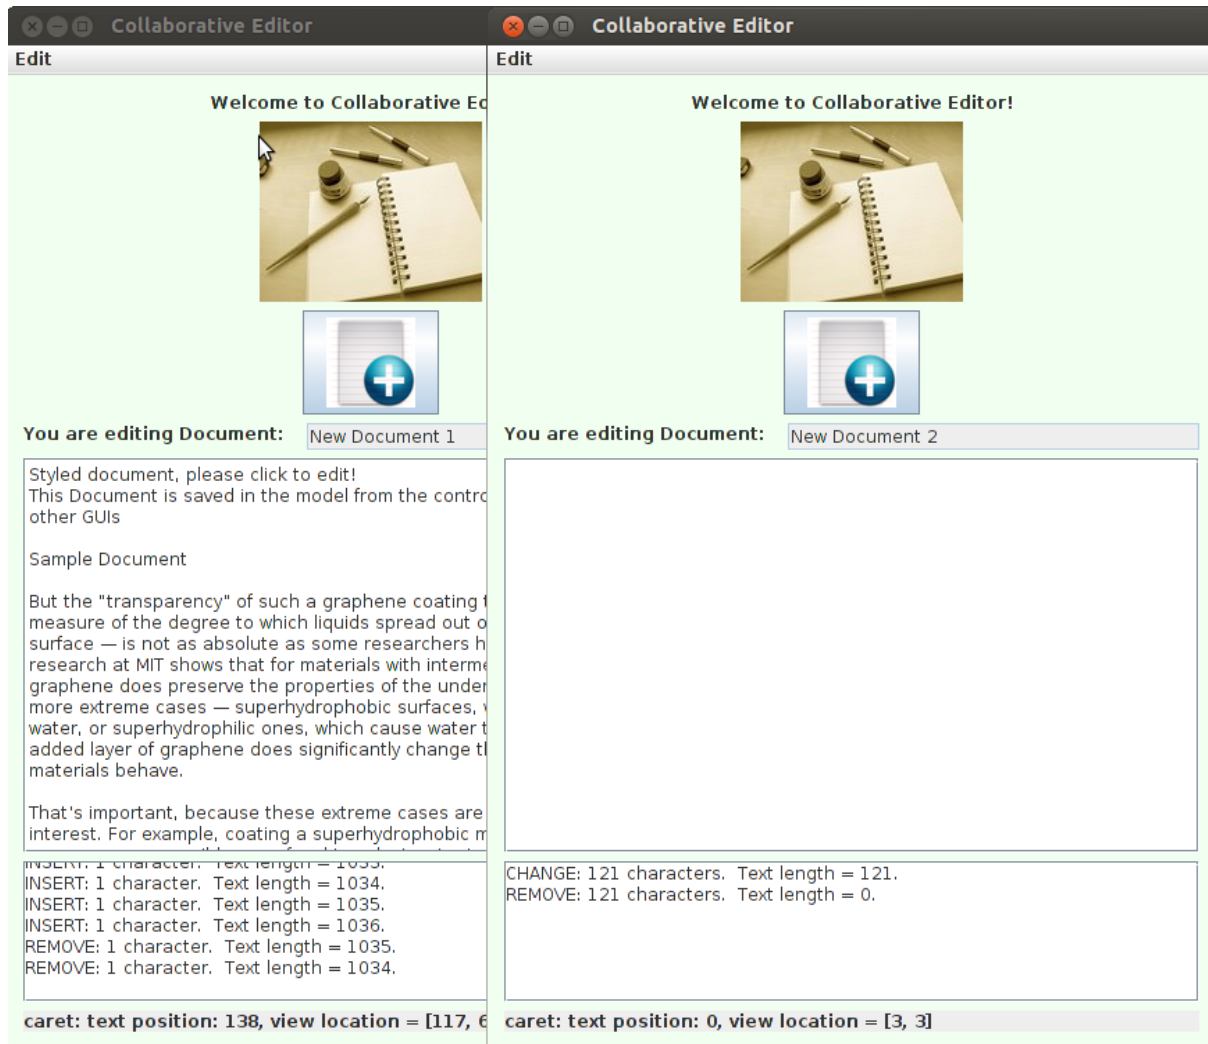 Collaborative Editor
Edit
Welcome to Collaborative Ec
You are editing Document: New Document 1
Styled document, please click to edit!
This Document is saved in the model from the contro
other GUIs
Sample Document
But the "transparency" of such a graphene coating t
measure of the degree to which liquids spread out o
surface — is not as absolute as some researchers h
research at MIT shows that for materials with interme
graphene does preserve the properties of the under
more extreme cases — superhydrophobic surfaces,
water, or superhydrophilic ones, which cause water t
added layer of graphene does significantly change tl
materials behave.
That's important, because these extreme cases are
interest. For example, coating a superhydrophobic m
INSERT: 1 character.  Text length = 1033.
INSERT: 1 character.  Text length = 1034.
INSERT: 1 character.  Text length = 1035.
INSERT: 1 character.  Text length = 1036.
REMOVE: 1 character.  Text length = 1035.
REMOVE: 1 character.  Text length = 1034.
caret: text position: 138, view location = [117, 6
Collaborative Editor
Edit
Welcome to Collaborative Editor!
You are editing Document: New Document 2
CHANGE: 121 characters.  Text length = 121.
REMOVE: 121 characters.  Text length = 0.
caret: text position: 0, view location = [3, 3]